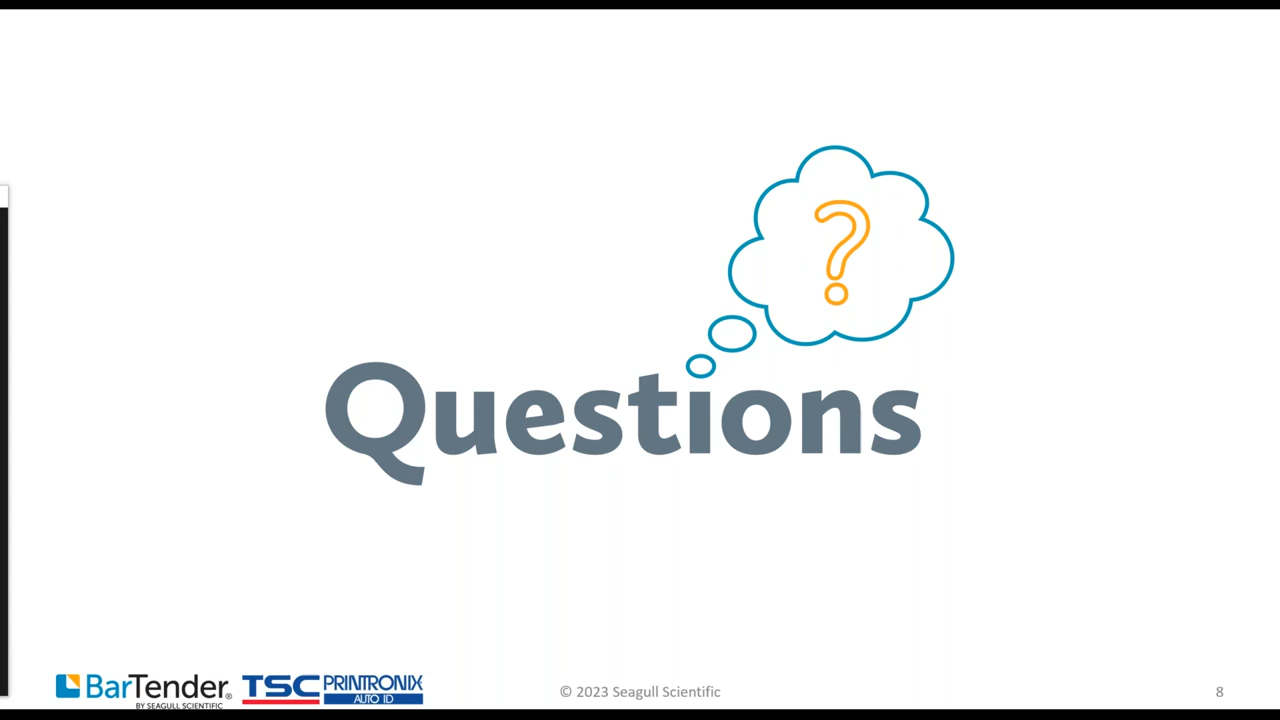 ?
Questions
BarTender®
BY SEAGULL SCIENTIFIC
TSC PRINTRONIX
AUTO ID
© 2023 Seagull Scientific
8